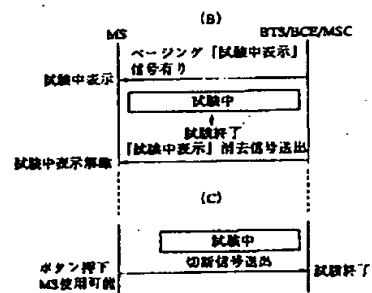 (B)
MS
BTS/BCE/MSC
ページング「試験中表示」
信号有り
試験中表示
試験中
試験終了
「試験中表示」消去信号送出
試験中表示解除
(C)
試験中
切断信号送出
ボタン押下
MS使用可能
試験終了